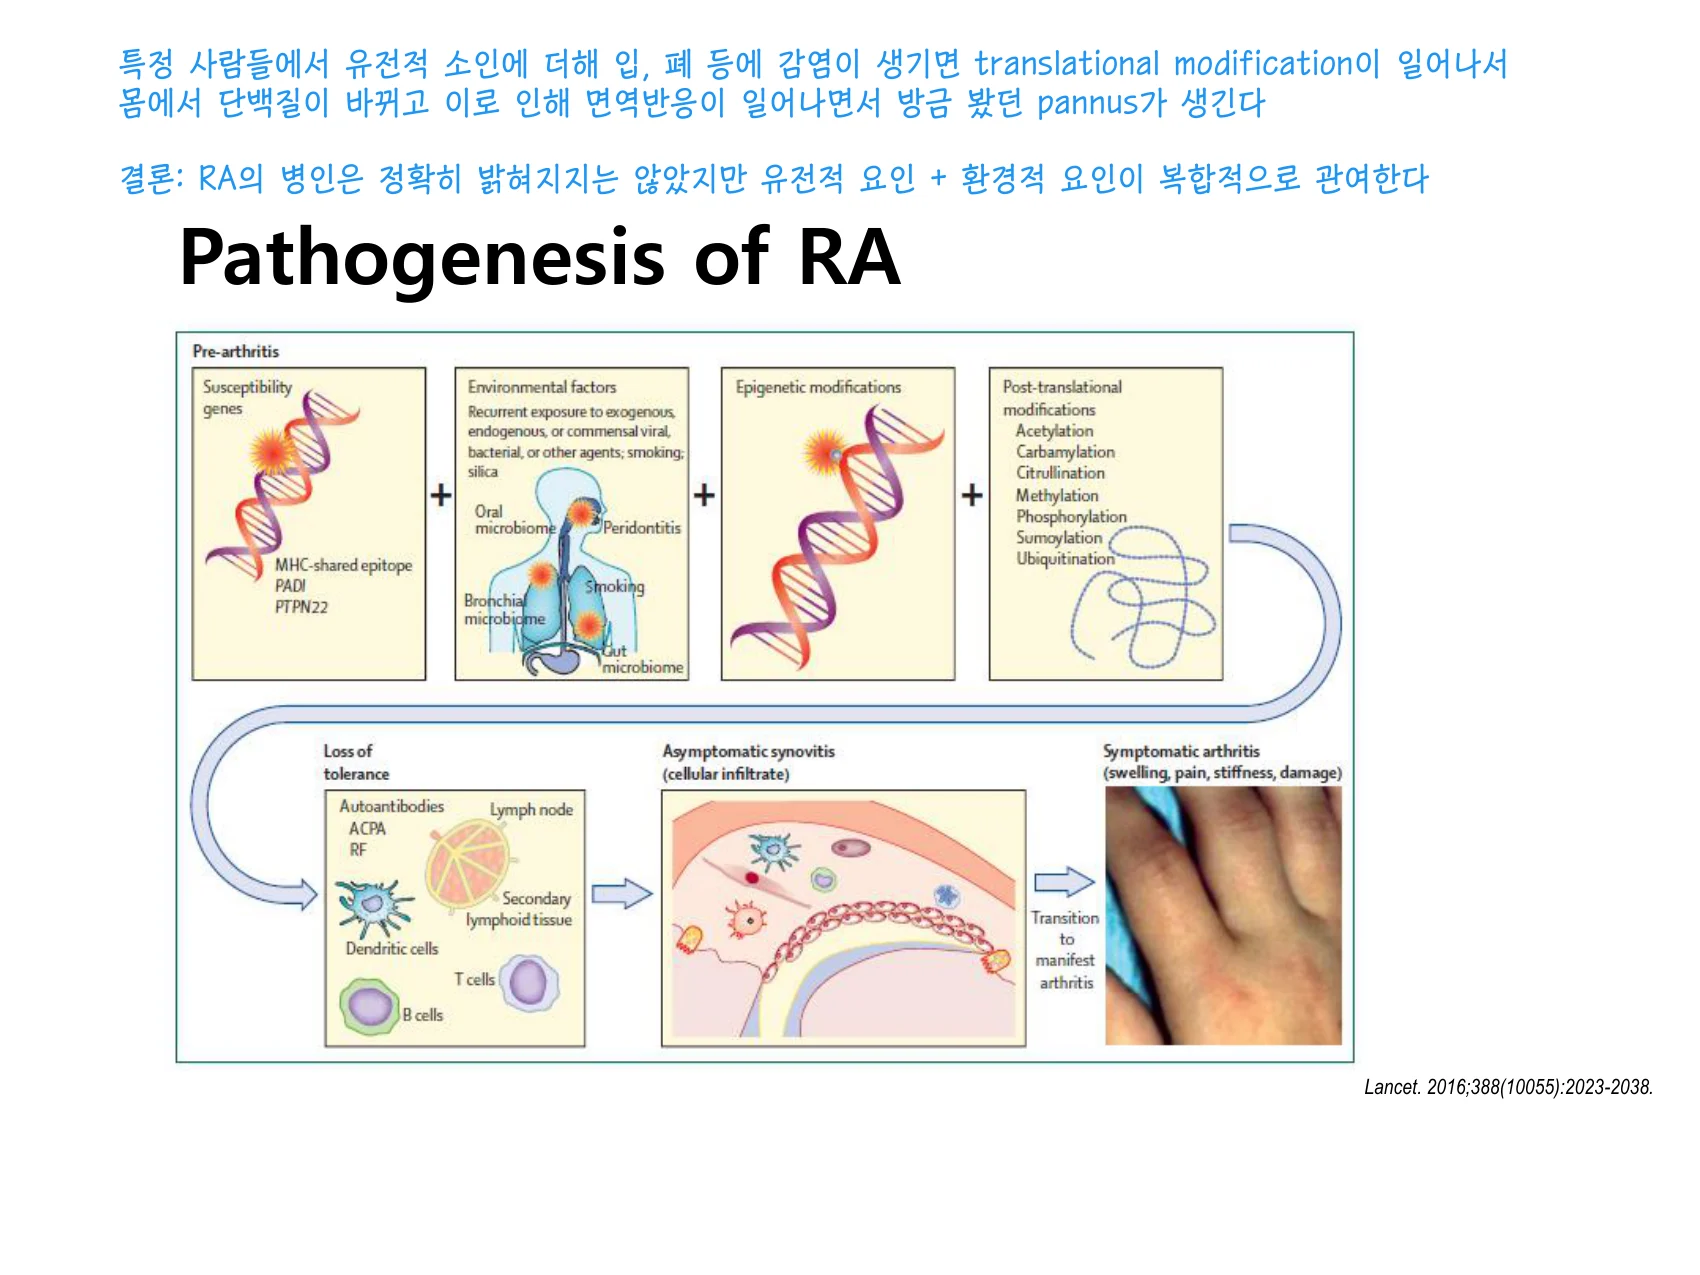 특정 사람들에서 유전적 소인에 더해 입, 폐 등에 감염이 생기면 translational modification이 일어나서
몸에서 단백질이 바뀌고 이로 인해 면역반응이 일어나면서 방금 봤던 pannus가 생긴다
결론: RA의 병인은 정확히 밝혀지지는 않았지만 유전적 요인 + 환경적 요인이 복합적으로 관여한다
Pathogenesis of RA
Pre-arthritis
Susceptibility
genes
MHC-shared epitope
PADI
PTPN22
+
Environmental factors
Recurrent exposure to exogenous,
endogenous, or commensal viral,
bacterial, or other agents; smoking;
silica
Oral
microbiome
Peridontitis
Smoking
Bronchial
microbiome
Gut
microbiome
+
Epigenetic modifications
+
Post-translational
modifications
Acetylation
Carbamylation
Citrullination
Methylation
Phosphorylation
Sumoylation
Ubiquitination
Loss of
tolerance
Autoantibodies
ACPA
RF
Lymph node
Secondary
lymphoid tissue
Dendritic cells
T cells
B cells
Asymptomatic synovitis
(cellular infiltrate)
Transition
to
manifest
arthritis
Symptomatic arthritis
(swelling, pain, stiffness, damage)
Lancet. 2016;388(10055):2023-2038.